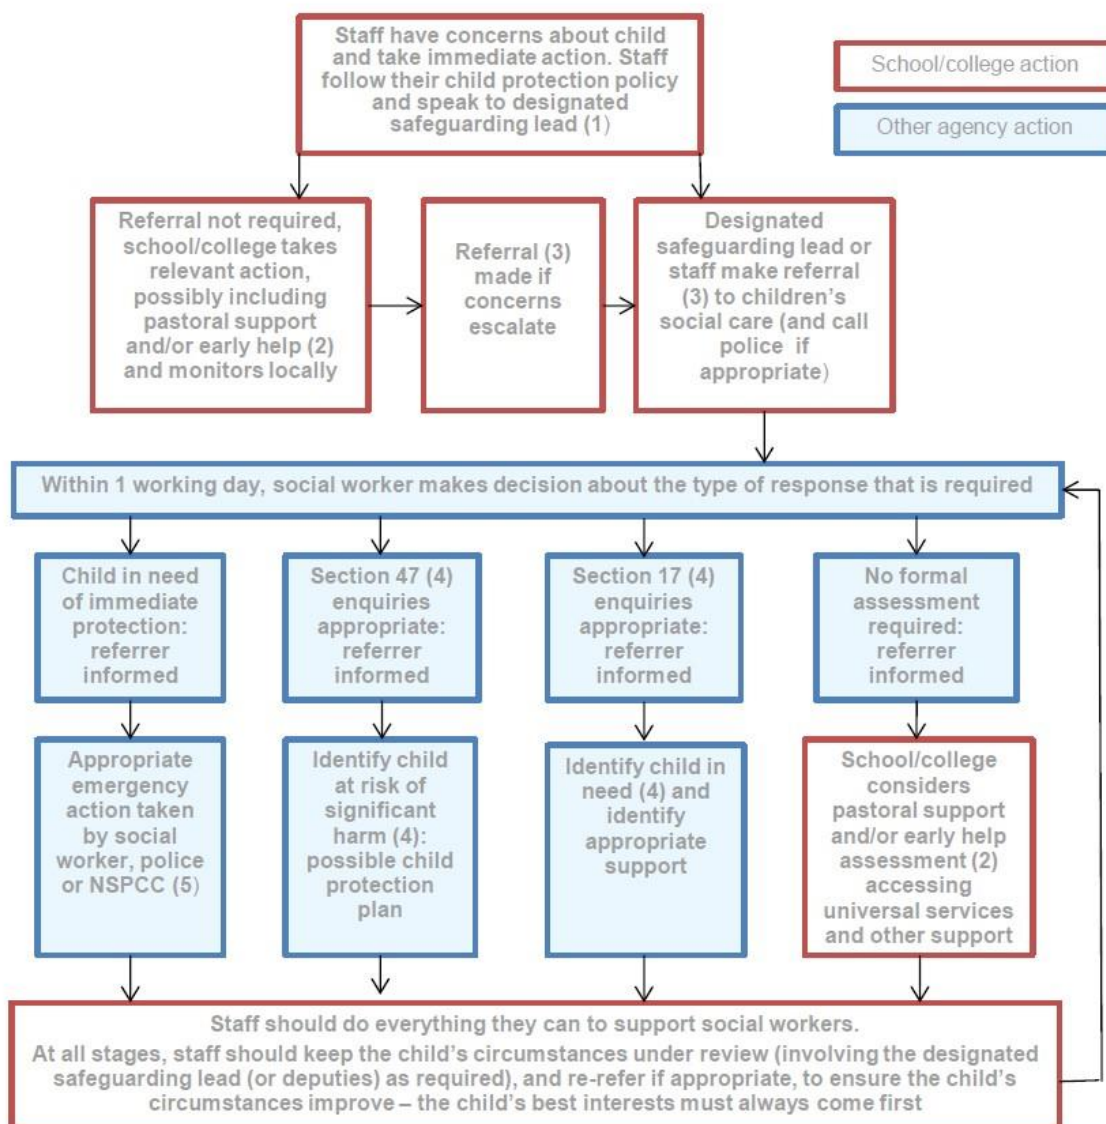 Staff have concerns about child
and take immediate action. Staff
follow their child protection policy
and speak to designated
safeguarding lead (1)
School/college action
Other agency action
Referral not required,
school/college takes
relevant action,
possibly including
pastoral support
and/or early help (2)
and monitors locally
Referral (3)
made if
concerns
escalate
Designated
safeguarding lead or
staff make referral
(3) to children’s
social care (and call
police if
appropriate)
Within 1 working day, social worker makes decision about the type of response that is required
Child in need
of immediate
protection:
referrer
informed
Section 47 (4)
enquiries
appropriate:
referrer
informed
Section 17 (4)
enquiries
appropriate:
referrer
informed
No formal
assessment
required:
referrer
informed
Appropriate
emergency
action taken
by social
worker, police
or NSPCC (5)
Identify child
at risk of
significant
harm (4):
possible child
protection
plan
Identify child in
need (4) and
identify
appropriate
support
School/college
considers
pastoral support
and/or early help
assessment (2)
accessing
universal services
and other support
Staff should do everything they can to support social workers.
At all stages, staff should keep the child’s circumstances under review (involving the designated
safeguarding lead (or deputies) as required), and re-refer if appropriate, to ensure the child’s
circumstances improve – the child’s best interests must always come first